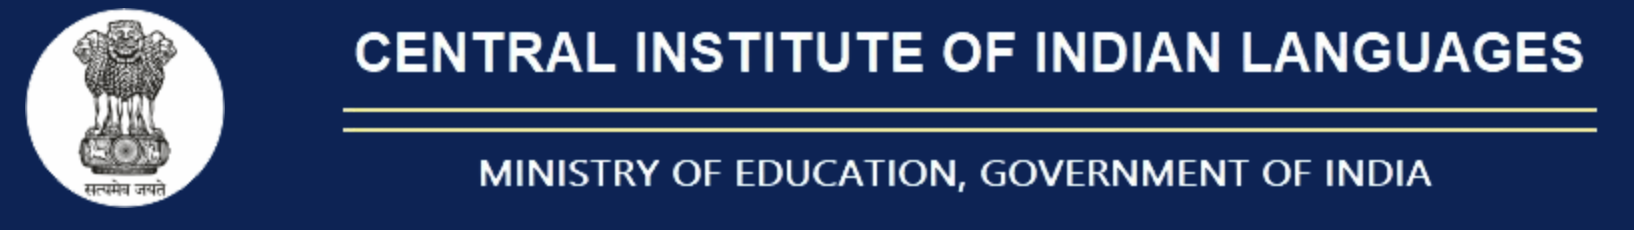 CENTRAL INSTITUTE OF INDIAN LANGUAGES
MINISTRY OF EDUCATION, GOVERNMENT OF INDIA
सत्यमेव जयते